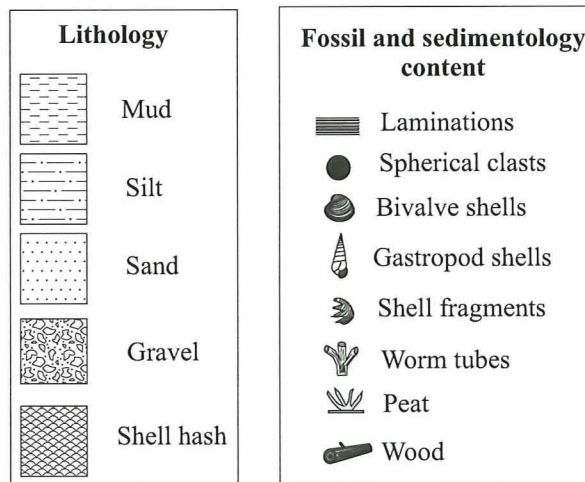 Lithology
Mud
Silt
Sand
Gravel
Shell hash
Fossil and sedimentology
content
Laminations
Spherical clasts
Bivalve shells
Gastropod shells
Shell fragments
Worm tubes
Peat
Wood